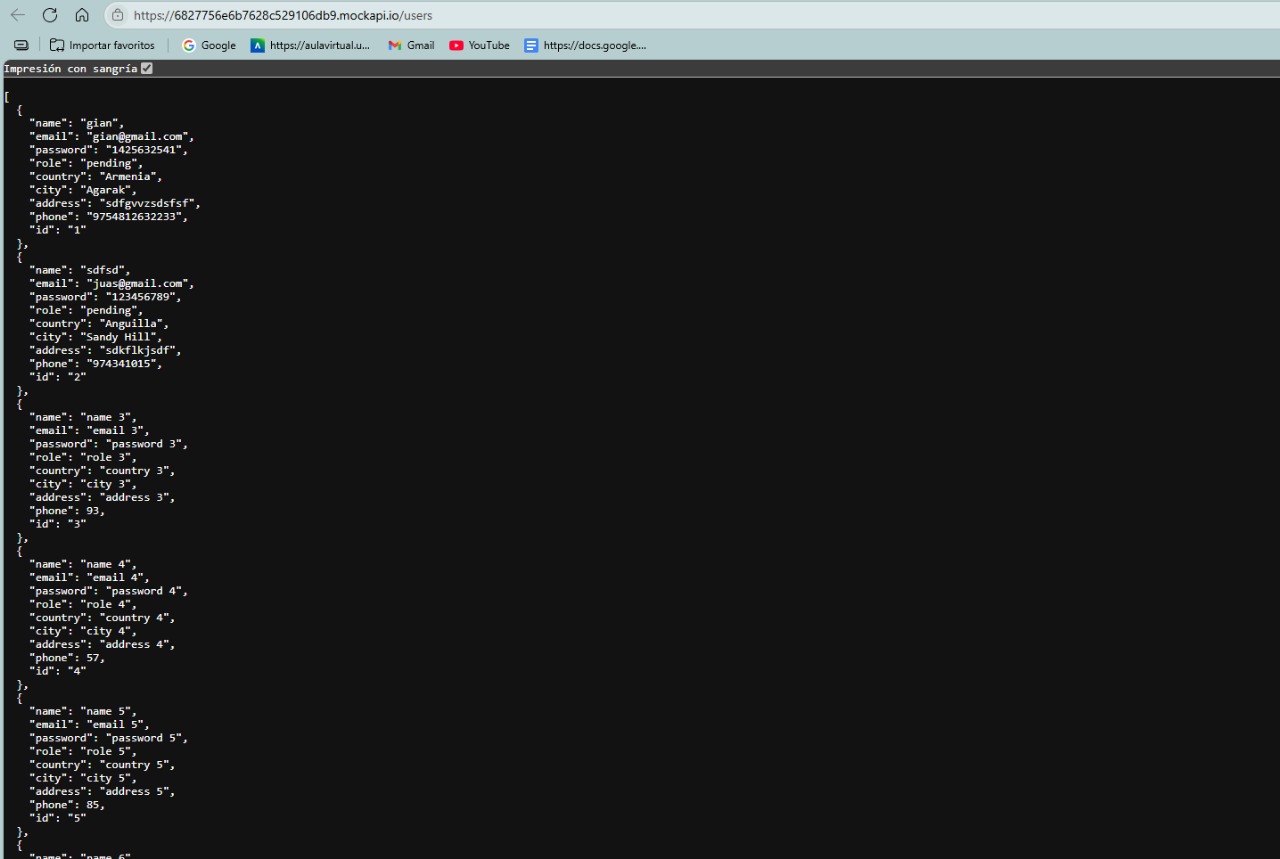 https://6827756e6b7628c529106db9.mockapi.io/users
Importar favoritos Google https://aulavirtual.u... Gmail YouTube https://docs.google....
Impresión con sangría
[
  {
    "name": "gian",
    "email": "gian@gmail.com",
    "password": "1425632541",
    "role": "pending",
    "country": "Armenia",
    "city": "Agarak",
    "address": "sdfgvvzsdsfsf",
    "phone": "9754812632233",
    "id": "1"
  },
  {
    "name": "sdfsd",
    "email": "juas@gmail.com",
    "password": "123456789",
    "role": "pending",
    "country": "Anguilla",
    "city": "Sandy Hill",
    "address": "sdkflkjsdf",
    "phone": "974341015",
    "id": "2"
  },
  {
    "name": "name 3",
    "email": "email 3",
    "password": "password 3",
    "role": "role 3",
    "country": "country 3",
    "city": "city 3",
    "address": "address 3",
    "phone": 93,
    "id": "3"
  },
  {
    "name": "name 4",
    "email": "email 4",
    "password": "password 4",
    "role": "role 4",
    "country": "country 4",
    "city": "city 4",
    "address": "address 4",
    "phone": 57,
    "id": "4"
  },
  {
    "name": "name 5",
    "email": "email 5",
    "password": "password 5",
    "role": "role 5",
    "country": "country 5",
    "city": "city 5",
    "address": "address 5",
    "phone": 85,
    "id": "5"
  },
  {
    "name": "name 6"